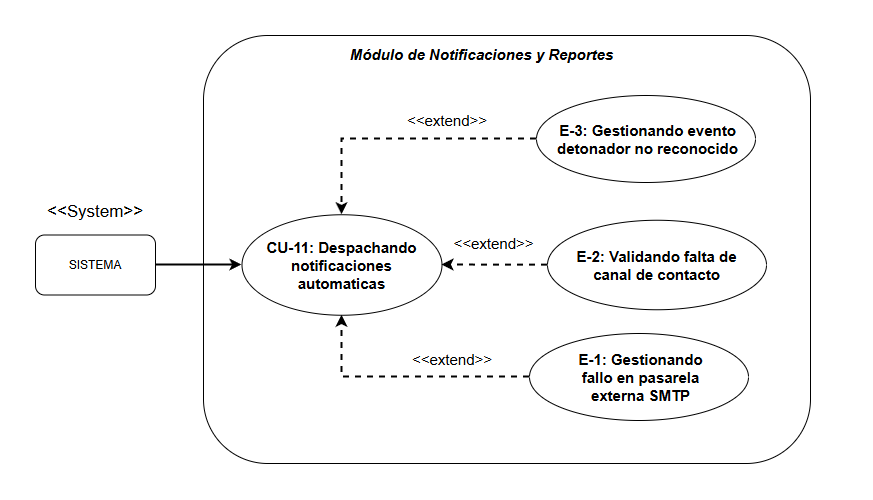 Módulo de Notificaciones y Reportes
<<extend>>
E-3: Gestionando evento
detonador no reconocido
<<System>>
SISTEMA
CU-11: Despachando
notificaciones
automaticas
<<extend>>
E-2: Validando falta de
canal de contacto
<<extend>>
E-1: Gestionando
fallo en pasarela
externa SMTP